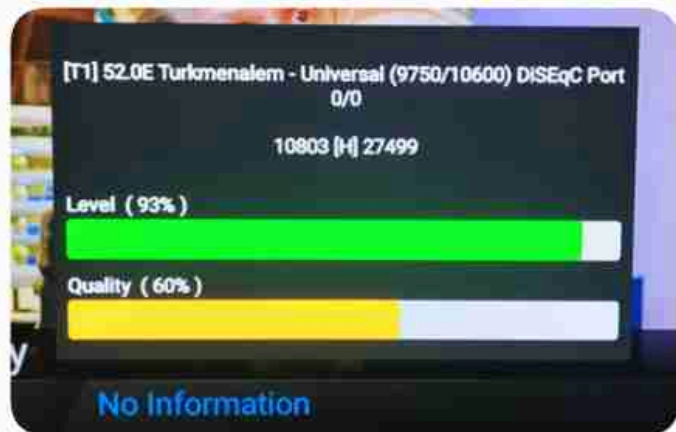 [T1] 52.0E Turkmenalem - Universal (9750/10600) DISEqC Port
0/0
10803 [H] 27499
Level ( 93% )
Quality ( 60% )
y
No Information